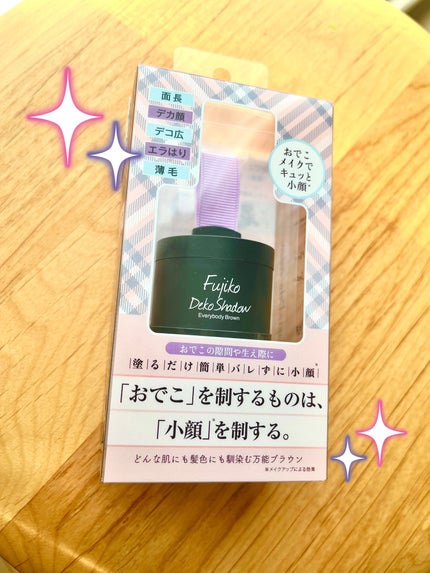 面長
デカ顔
デコ広
エラはり
薄毛
おでこ
メイクで
キュッと
小顔*
Fujiko
Deko Shadow
Everybody Brown
おでこの隙間や生え際に
塗るだけ簡単バレずに小顔*
「おでこ」を制するものは、
「小顔*」を制する。
どんな肌にも髪色にも馴染む万能ブラウン
※メイクアップによる効果